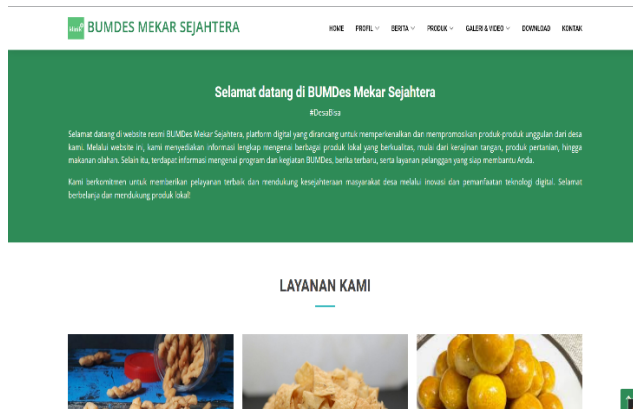 BUMDES MEKAR SEJAHTERA
HOME PROFIL BERITA PRODUK GALERI & VIDEO DOWNLOAD KONTAK
Selamat datang di BUMDes Mekar Sejahtera
#DesaBisa
Selamat datang di website resmi BUMDes Mekar Sejahtera, platform digital yang dirancang untuk memperkenalkan dan mempromosikan produk-produk unggulan dari desa
kami. Melalui website ini, kami menyediakan informasi lengkap mengenai berbagai produk lokal yang berkualitas, mulai dari kerajinan tangan, produk pertanian, hingga
makanan olahan. Selain itu, terdapat informasi mengenai program dan kegiatan BUMDes, berita terbaru, serta layanan pelanggan yang siap membantu Anda.
Kami berkomitmen untuk memberikan pelayanan terbaik dan mendukung kesejahteraan masyarakat desa melalui inovasi dan pemanfaatan teknologi digital. Selamat
berbelanja dan mendukung produk lokal!
LAYANAN KAMI